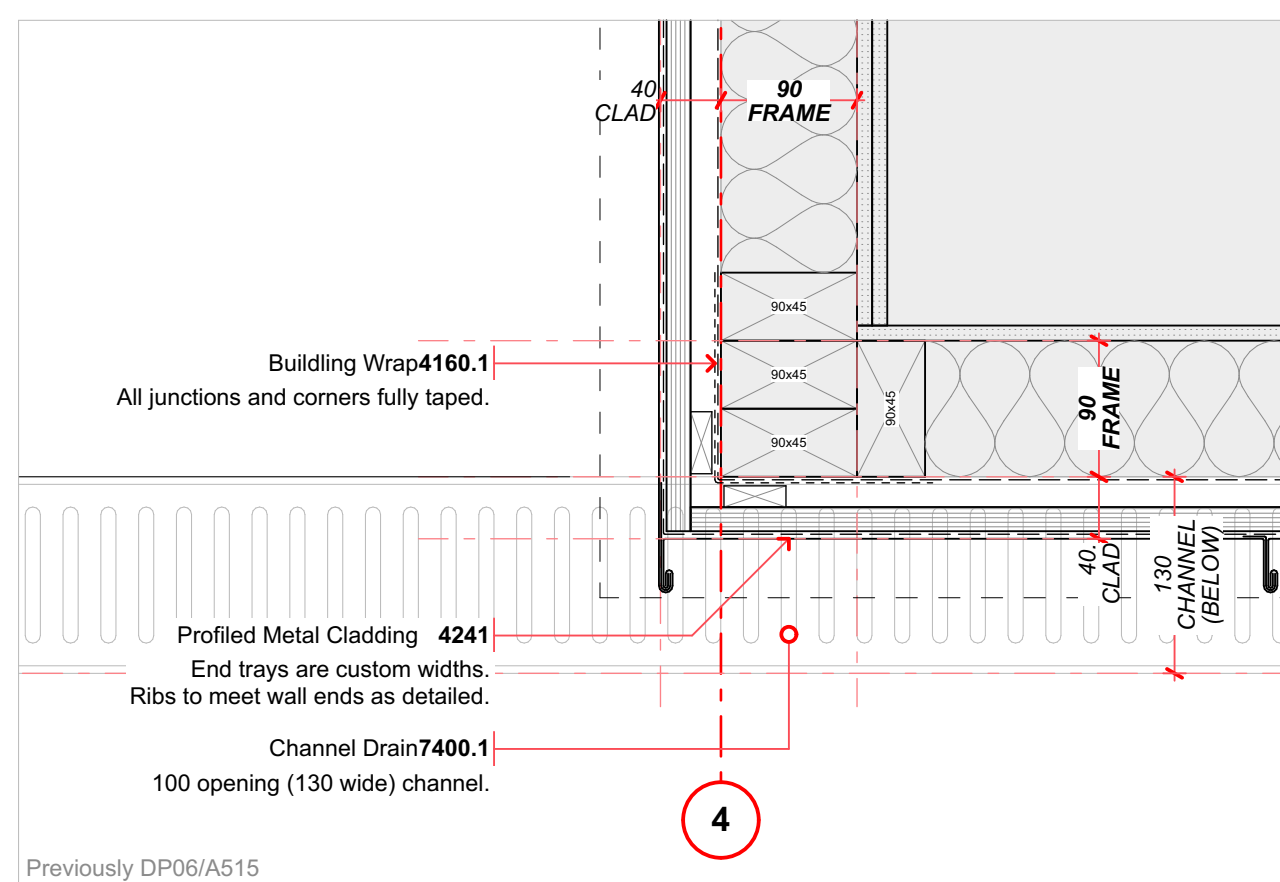 40
CLAD
90
FRAME
90x45
Buildling Wrap4160.1
All junctions and corners fully taped.
90x45
90x45
90x45
90
FRAME
40.
CLAD
130
CHANNEL
(BELOW)
Profiled Metal Cladding 4241
End trays are custom widths.
Ribs to meet wall ends as detailed.
Channel Drain7400.1
100 opening (130 wide) channel.
4
Previously DP06/A515